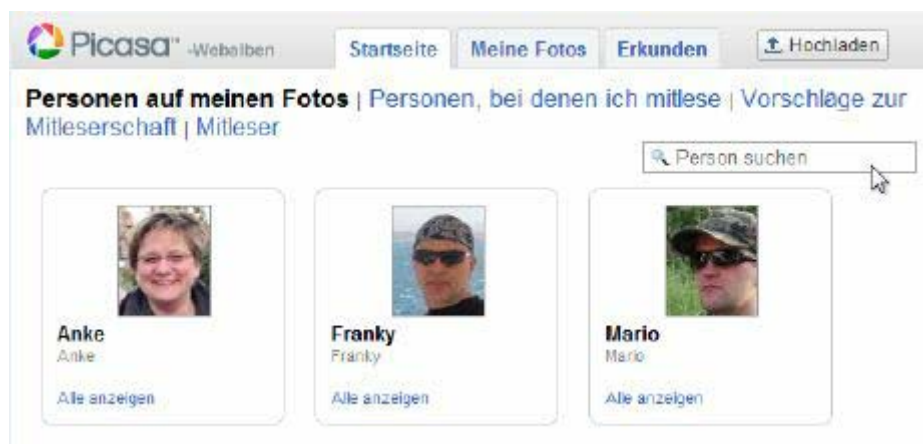 Picasa™ -Webalben Startseite Meine Fotos Erkunden Hochladen
Personen auf meinen Fotos | Personen, bei denen ich mitlese | Vorschläge zur
Mitleserschaft | Mitleser
Person suchen
Anke Franky Mario
Anke Franky Mario
Alle anzeigen Alle anzeigen Alle anzeigen